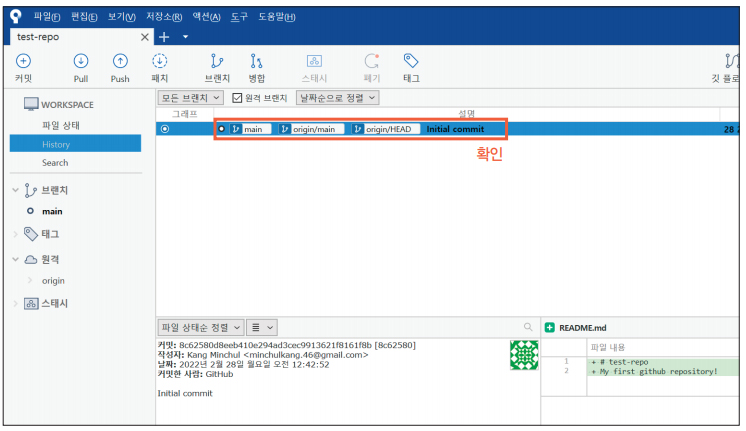 파일(F) 편집(E) 보기(V) 저장소(R) 액션(A) 도구 도움말(H)
test-repo
커밋 Pull Push 패치 브랜치 병합 스태시 폐기 태그 깃 플로
WORKSPACE
파일 상태
History
Search
브랜치
main
태그
원격
origin
스태시
모든 브랜치 원격 브랜치 날짜순으로 정렬
그래프 설명
main origin/main origin/HEAD Initial commit 28
확인
파일 상태순 정렬
커밋: 8c62580d8eeb410e294ad3cec9913621f8161f8b [8c62580]
작성자: Kang Minchul <minchulkang.46@gmail.com>
날짜: 2022년 2월 28일 월요일 오전 12:42:52
커밋한 사람: GitHub
Initial commit
README.md
파일 내용
1 + # test-repo
2 + My first github repository!